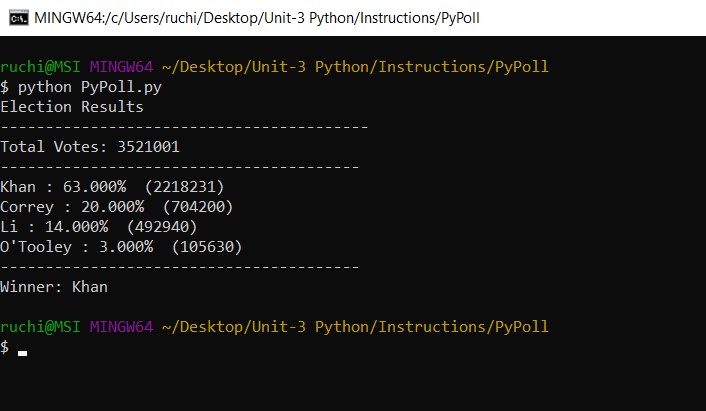 MINGW64:/c/Users/ruchi/Desktop/Unit-3 Python/Instructions/PyPoll
ruchi@MSI MINGW64 ~/Desktop/Unit-3 Python/Instructions/PyPoll
$ python PyPoll.py
Election Results
-----------------------------------------
Total Votes: 3521001
----------------------------------------
Khan : 63.000%  (2218231)
Correy : 20.000%  (704200)
Li : 14.000%  (492940)
O'Tooley : 3.000%  (105630)
----------------------------------------
Winner: Khan
ruchi@MSI MINGW64 ~/Desktop/Unit-3 Python/Instructions/PyPoll
$